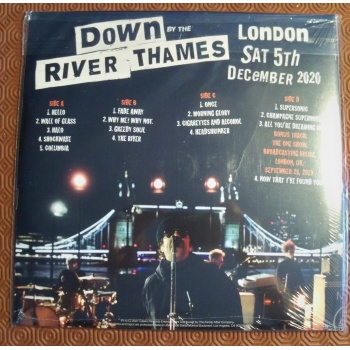 DOWN BY THE
RIVER THAMES
LONDON
SAT 5TH
DECEMBER 2020
SIDE A
1. HELLO
2. WALL OF GLASS
3. HALO
4. SHOCKWAVE
5. COLUMBIA
SIDE B
1. FADE AWAY
2. WHY ME? WHY NOT.
3. GREEDY SOUL
4. THE RIVER
SIDE C
1. ONCE
2. MORNING GLORY
3. CIGARETTES AND ALCOHOL
4. HEADSHRINKER
SIDE D
1. SUPERSONIC
2. CHAMPAGNE SUPERNOVA
3. ALL YOU'RE DREAMING OF
BONUS TRACK
THE ONE SHOW,
BROADCASTING HOUSE,
LONDON, UK,
4. NOW THAT I'VE FOUND YOU